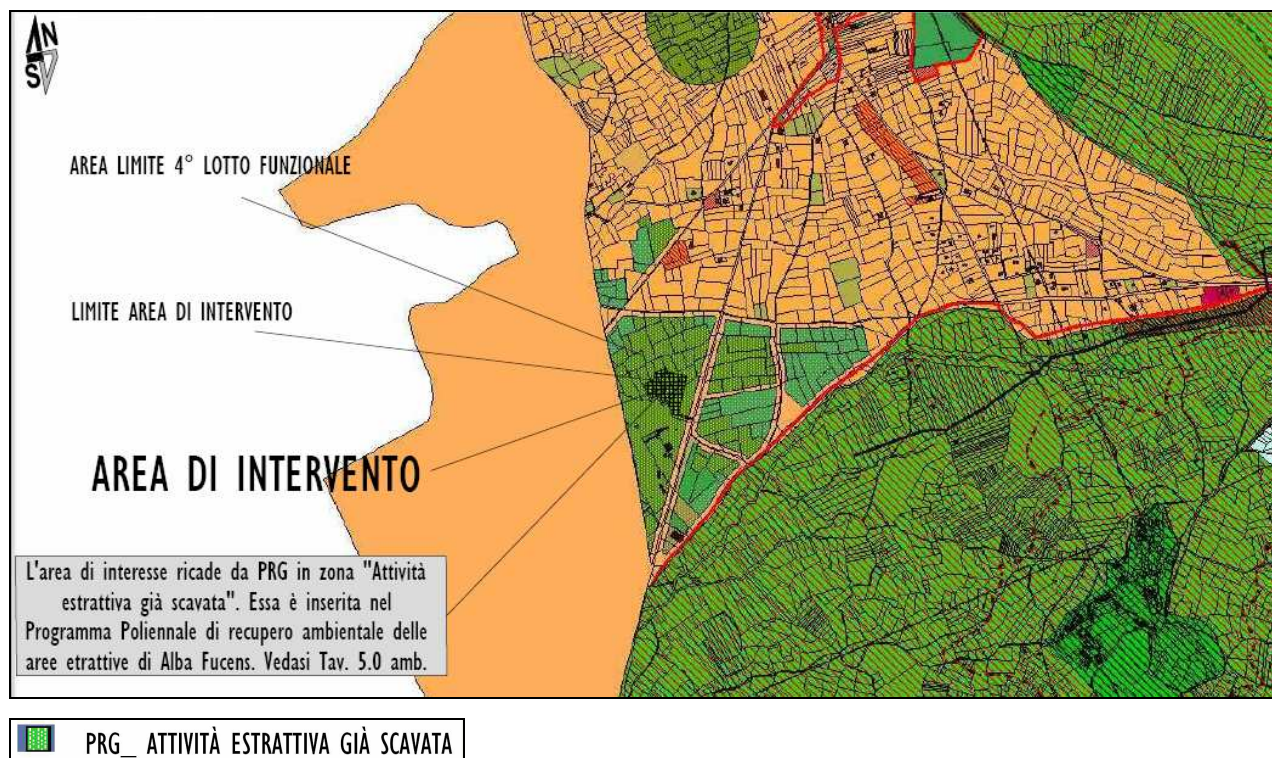 N
S
AREA LIMITE 4° LOTTO FUNZIONALE
LIMITE AREA DI INTERVENTO
AREA DI INTERVENTO
L'area di interesse ricade da PRG in zona "Attività
estrattiva già scavata". Essa è inserita nel
Programma Poliennale di recupero ambientale delle
aree etrattive di Alba Fucens. Vedasi Tav. 5.0 amb.
PRG_ ATTIVITÀ ESTRATTIVA GIÀ SCAVATA